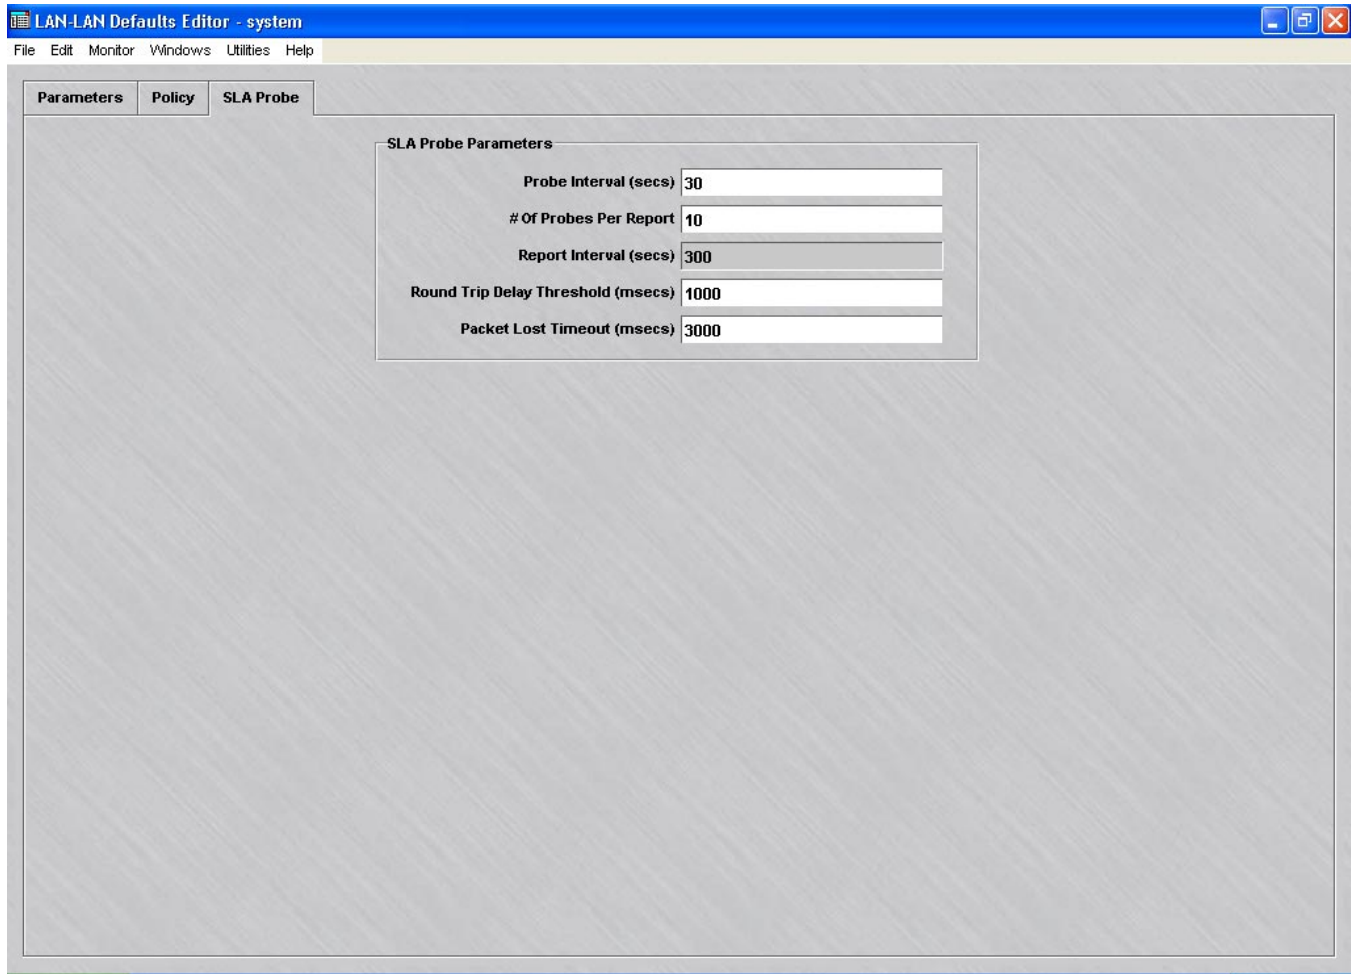 LAN-LAN Defaults Editor - system
File Edit Monitor Windows Utilities Help
Parameters Policy SLA Probe
SLA Probe Parameters
Probe Interval (secs) 30
# Of Probes Per Report 10
Report Interval (secs) 300
Round Trip Delay Threshold (msecs) 1000
Packet Lost Timeout (msecs) 3000